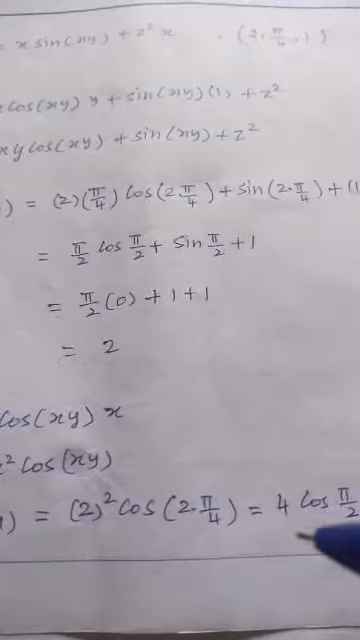 = x sin(xy) + z² x . (2, π/4, 1)
cos(xy) y + sin(xy)(1) + z²
xy cos(xy) + sin(xy) + z²
) = (2)(π/4) cos(2.π/4) + sin(2.π/4) + (1
= π/2 cos π/2 + sin π/2 + 1
= π/2 (0) + 1 + 1
= 2
cos(xy) x
x² cos(xy)
1) = (2)² cos(2.π/4) = 4 cos π/2